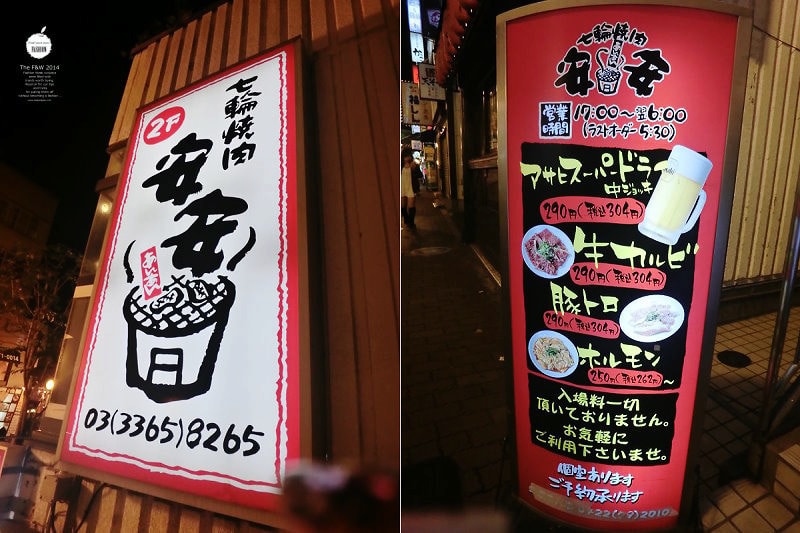 The F&W 2014
七輪焼肉
2F
安安
あんあん
03(3365)8265
七輪焼肉
安安
営業時間
17:00～翌6:00
(ラストオーダー5:30)
アサヒスーパードライ
中ジョッキ
290円(税込304円)
牛カルビ
290円(税込304円)
豚トロ
290円(税込304円)
ホルモン
250円(税込262円)～
入場料一切
頂いておりません。
お気軽に
ご利用下さいませ。
個室あります
ご予約承ります